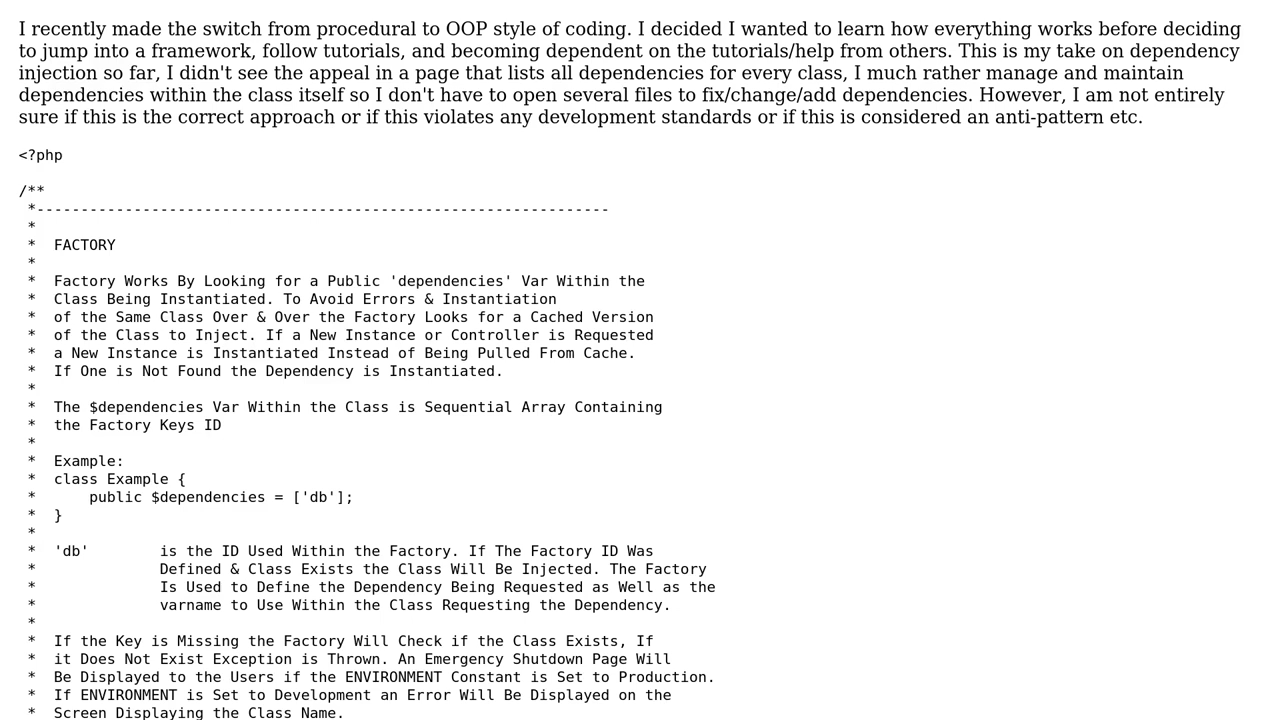 I recently made the switch from procedural to OOP style of coding. I decided I wanted to learn how everything works before deciding
to jump into a framework, follow tutorials, and becoming dependent on the tutorials/help from others. This is my take on dependency
injection so far, I didn't see the appeal in a page that lists all dependencies for every class, I much rather manage and maintain
dependencies within the class itself so I don't have to open several files to fix/change/add dependencies. However, I am not entirely
sure if this is the correct approach or if this violates any development standards or if this is considered an anti-pattern etc.
<?php
/**
 *-----------------------------------------------------------------
 *
 *  FACTORY
 *
 *  Factory Works By Looking for a Public 'dependencies' Var Within the
 *  Class Being Instantiated. To Avoid Errors & Instantiation
 *  of the Same Class Over & Over the Factory Looks for a Cached Version
 *  of the Class to Inject. If a New Instance or Controller is Requested
 *  a New Instance is Instantiated Instead of Being Pulled From Cache.
 *  If One is Not Found the Dependency is Instantiated.
 *
 *  The $dependencies Var Within the Class is Sequential Array Containing
 *  the Factory Keys ID
 *
 *  Example:
 *  class Example {
 *      public $dependencies = ['db'];
 *  }
 *
 *  'db'        is the ID Used Within the Factory. If The Factory ID Was
 *              Defined & Class Exists the Class Will Be Injected. The Factory
 *              Is Used to Define the Dependency Being Requested as Well as the
 *              varname to Use Within the Class Requesting the Dependency.
 *
 *  If the Key is Missing the Factory Will Check if the Class Exists, If
 *  it Does Not Exist Exception is Thrown. An Emergency Shutdown Page Will
 *  Be Displayed to the Users if the ENVIRONMENT Constant is Set to Production.
 *  If ENVIRONMENT is Set to Development an Error Will Be Displayed on the
 *  Screen Displaying the Class Name.